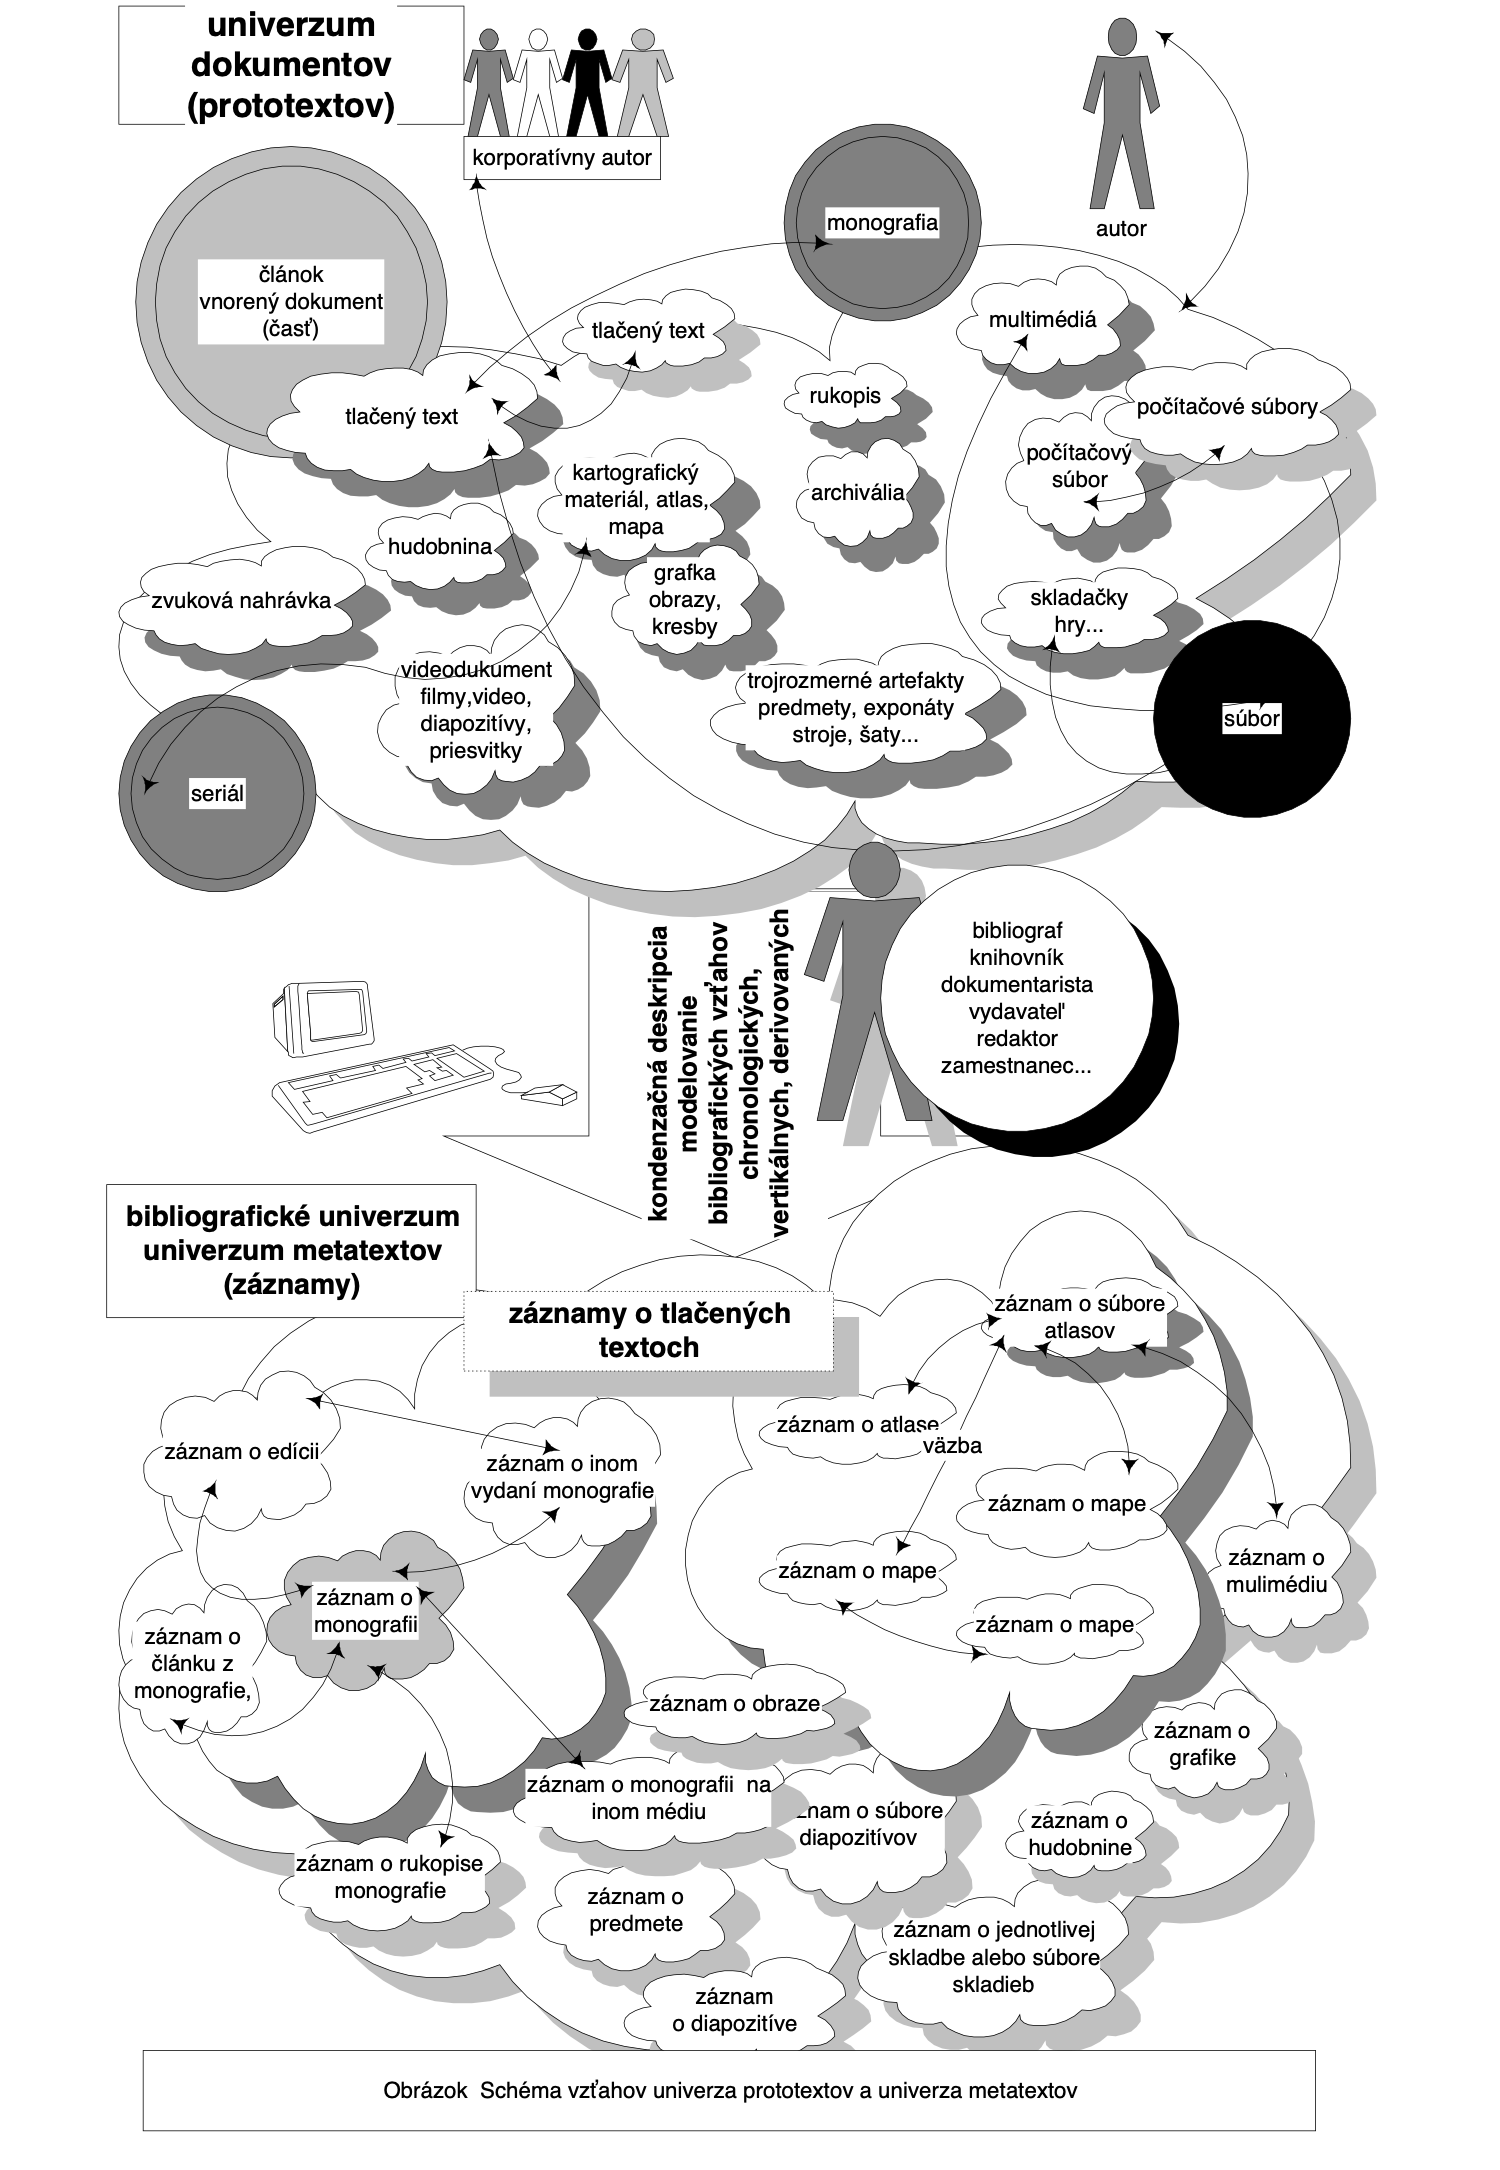 univerzum
dokumentov
(prototextov)
korporatívny autor
autor
monografia
článok
vnorený dokument
(časť)
tlačený text
multimédiá
rukopis
tlačený text
počítačové súbory
počítačový
súbor
kartografický
materiál, atlas,
mapa
archivália
hudobnina
grafka
obrazy,
kresby
zvuková nahrávka
skladačky
hry...
videodukument
filmy,video,
diapozitívy,
priesvitky
trojrozmerné artefakty
predmety, exponáty
stroje, šaty...
súbor
seriál
kondenzačná deskripcia
modelovanie
bibliografických vzťahov
chronologických,
vertikálnych, derivovaných
bibliograf
knihovník
dokumentarista
vydavateľ
redaktor
zamestnanec...
bibliografické univerzum
univerzum metatextov
(záznamy)
záznamy o tlačených
textoch
záznam o súbore
atlasov
záznam o atlase
väzba
záznam o edícii
záznam o inom
vydaní monografie
záznam o mape
záznam o mape
záznam o
mulimédiu
záznam o
monografii
záznam o mape
záznam o
článku z
monografie,
záznam o obraze
záznam o
grafike
záznam o monografii na
inom médiu
znam o súbore
diapozitívov
záznam o
hudobnine
záznam o rukopise
monografie
záznam o
predmete
záznam o jednotlivej
skladbe alebo súbore
skladieb
záznam
o diapozitíve
Obrázok Schéma vzťahov univerza prototextov a univerza metatextov